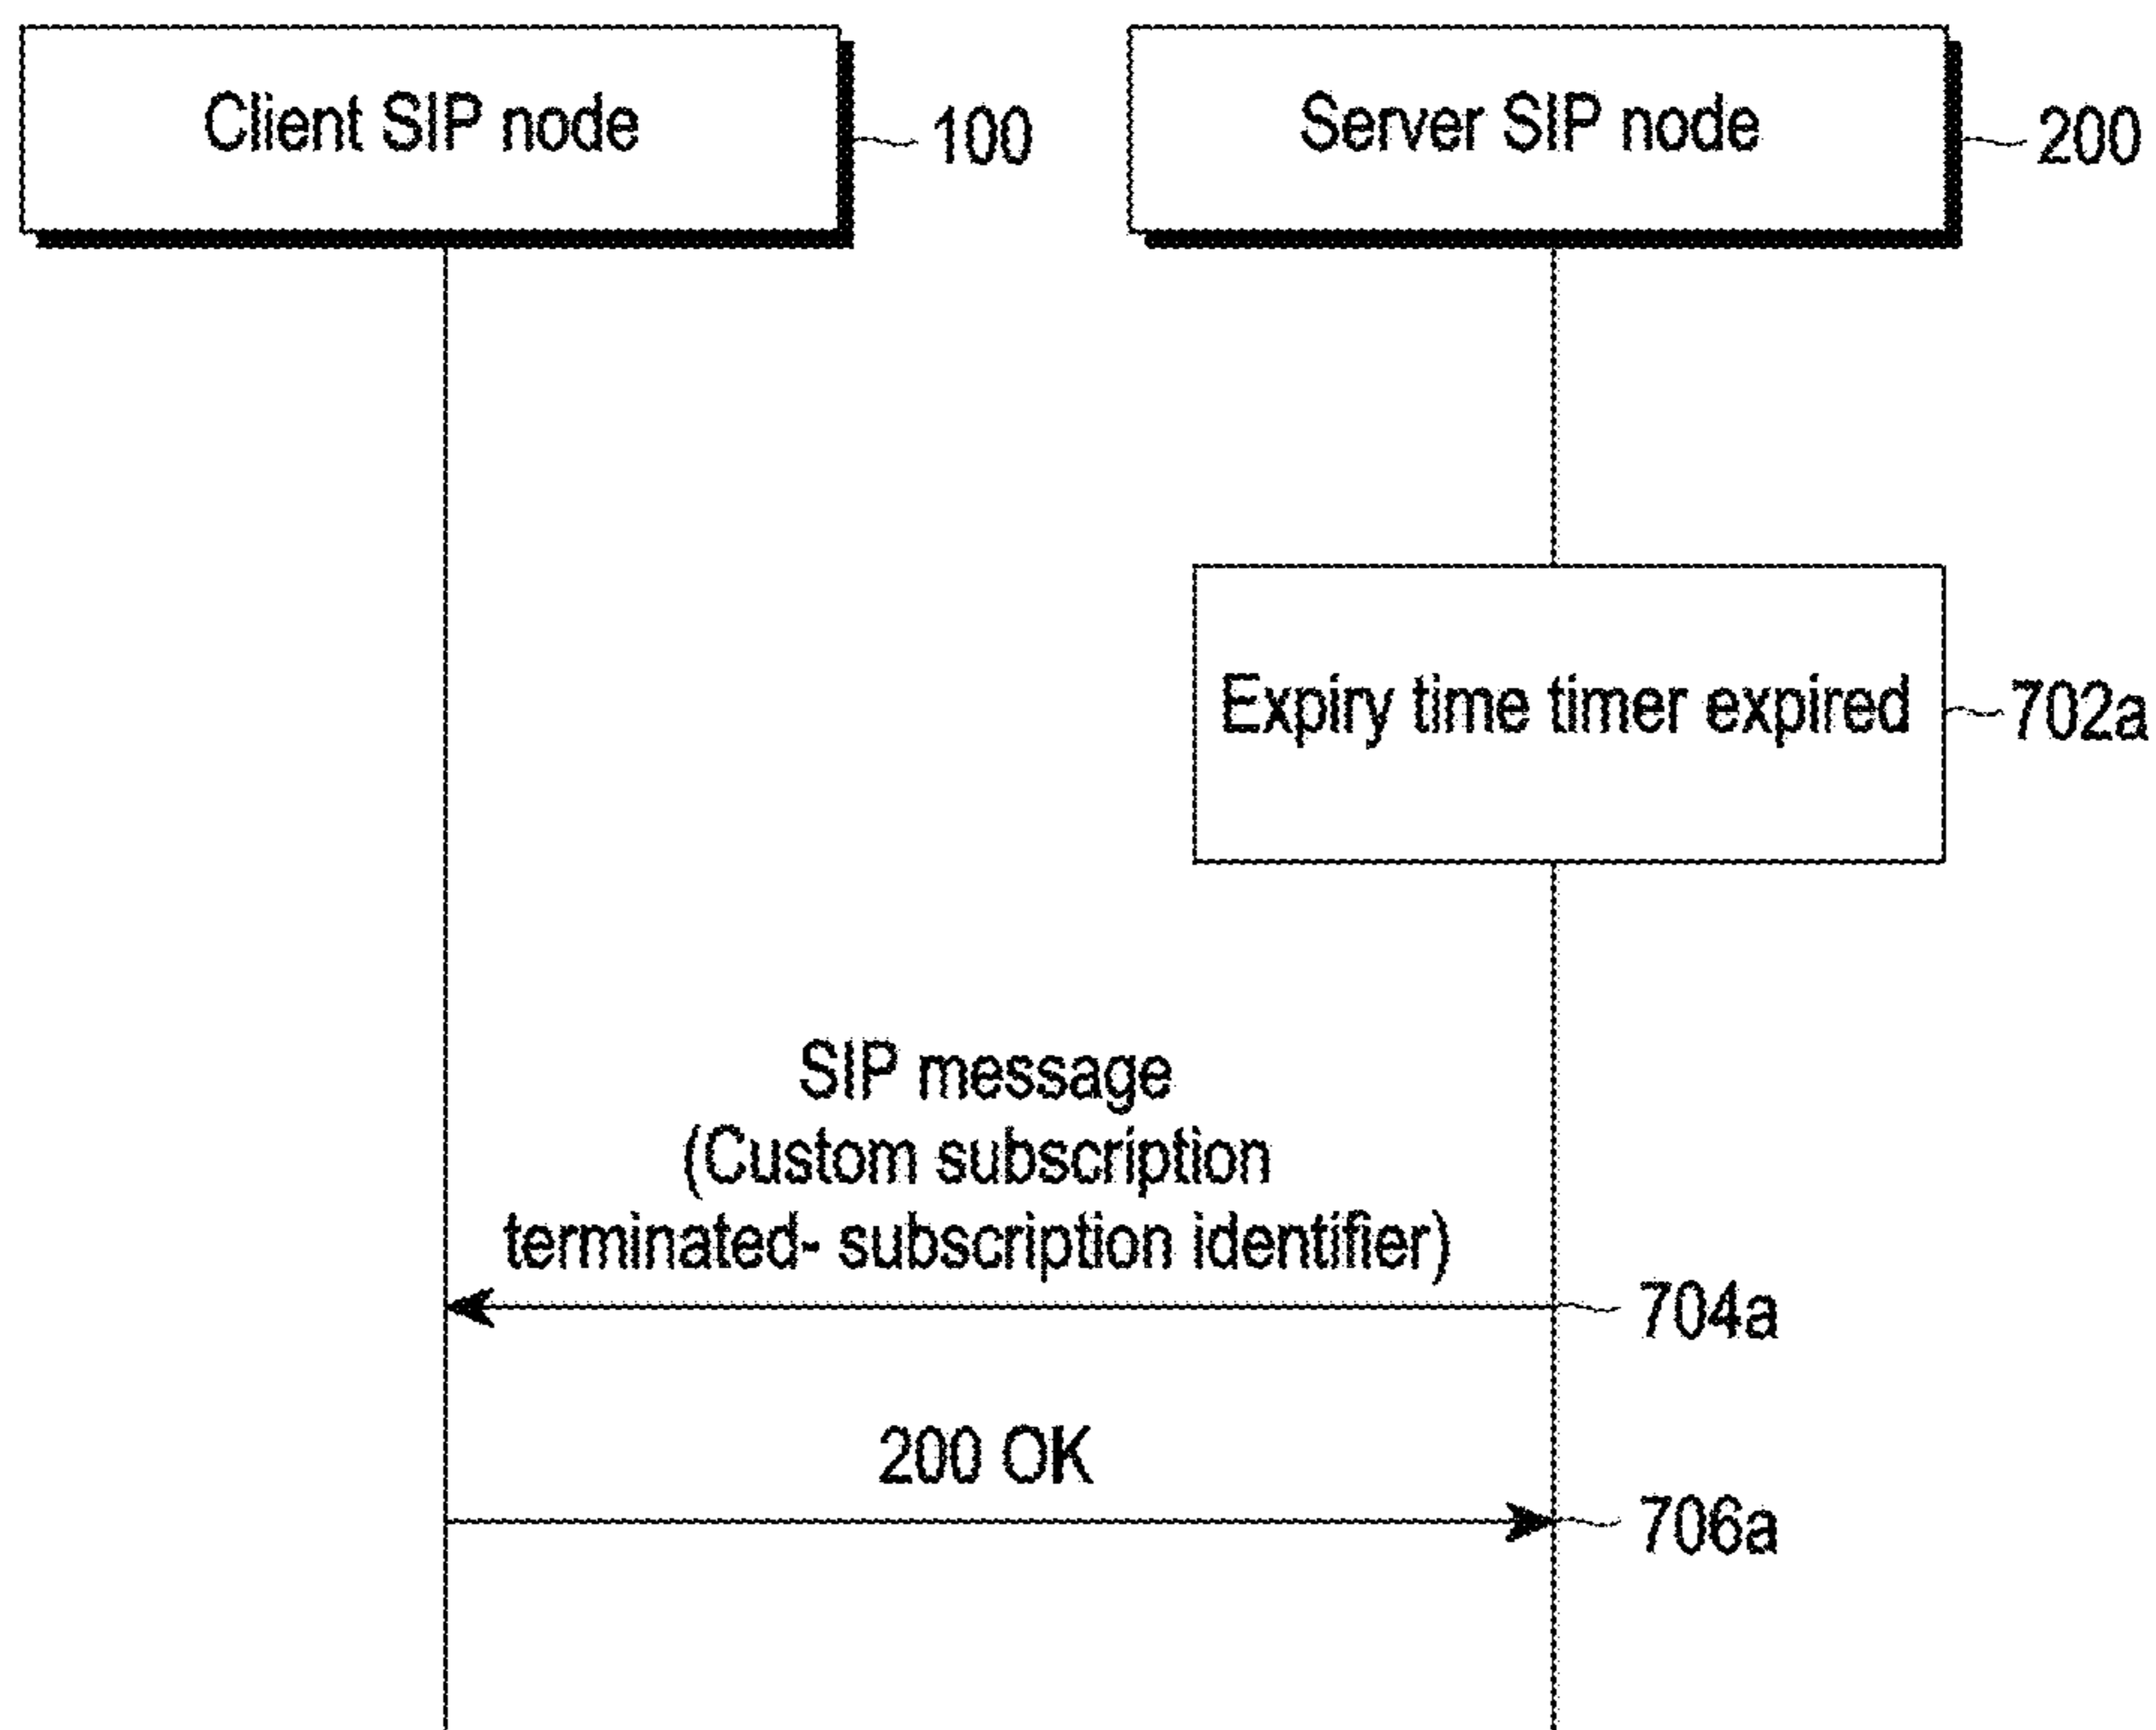 Client SIP node
100
Server SIP node
200
Expiry time timer expired
702a
SIP message
(Custom subscription
terminated- subscription identifier)
704a
200 OK
706a